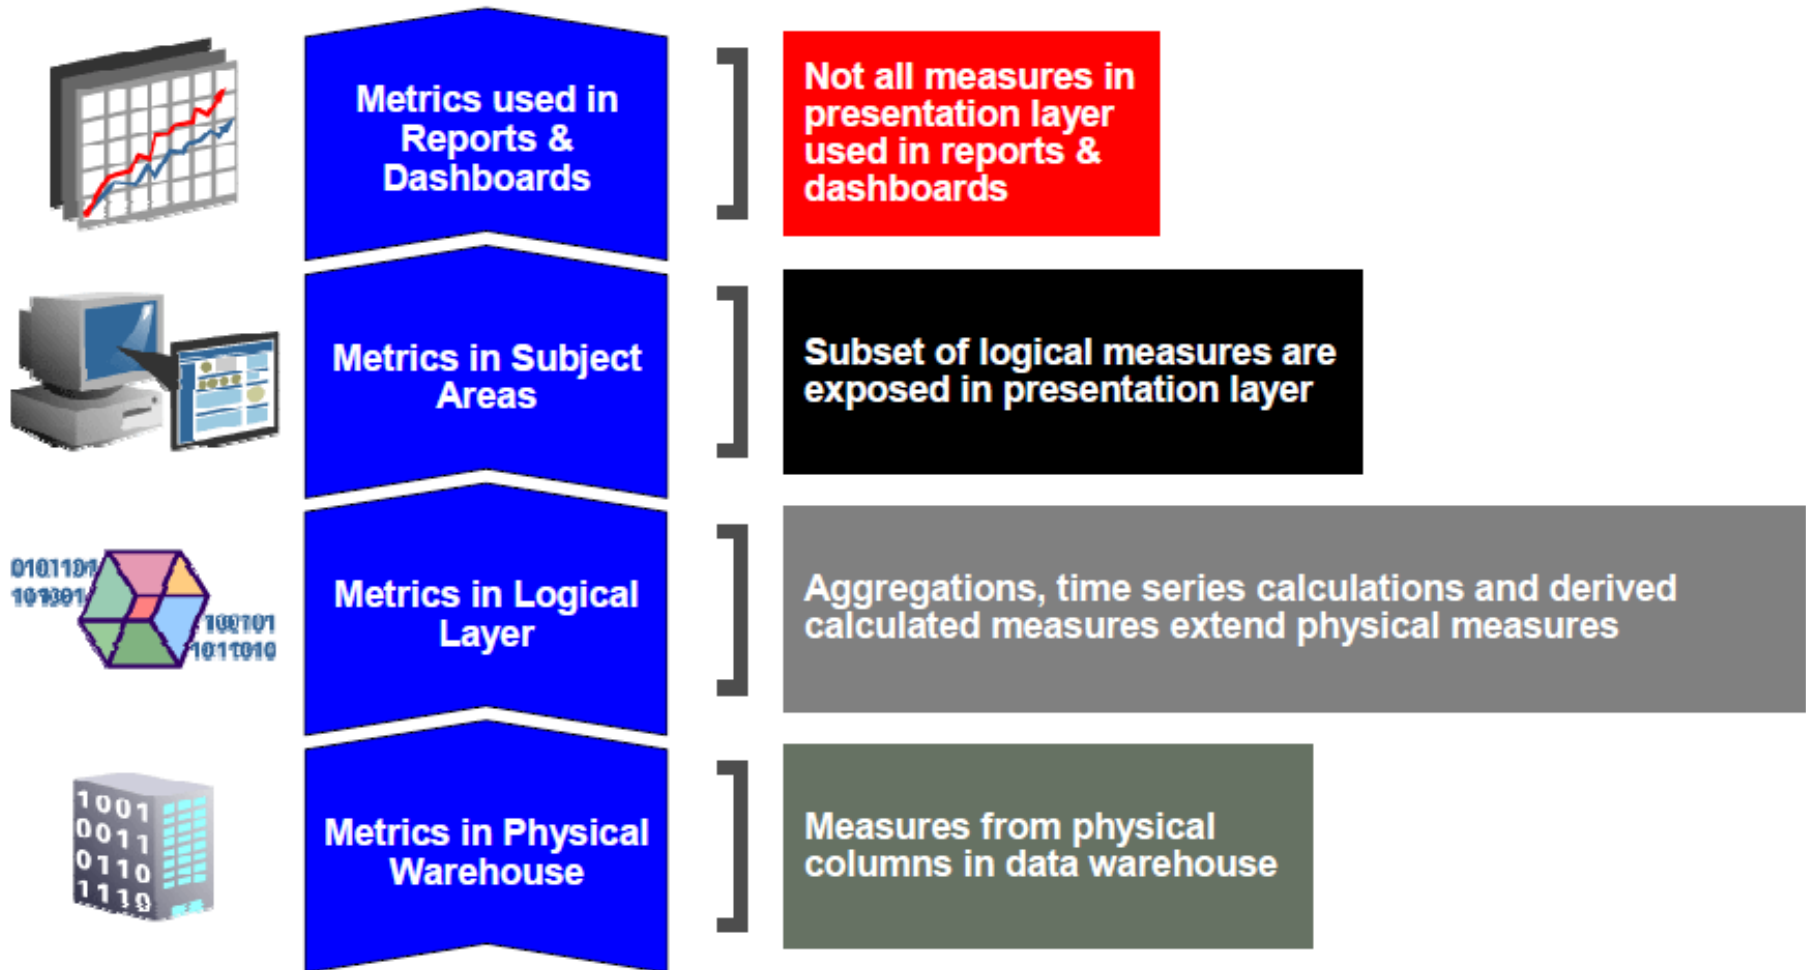 Metrics used in
Reports &
Dashboards
Not all measures in
presentation layer
used in reports &
dashboards
Metrics in Subject
Areas
Subset of logical measures are
exposed in presentation layer
0101101
101001
100101
1011010
Metrics in Logical
Layer
Aggregations, time series calculations and derived
calculated measures extend physical measures
1001
0011
0110
1110
Metrics in Physical
Warehouse
Measures from physical
columns in data warehouse